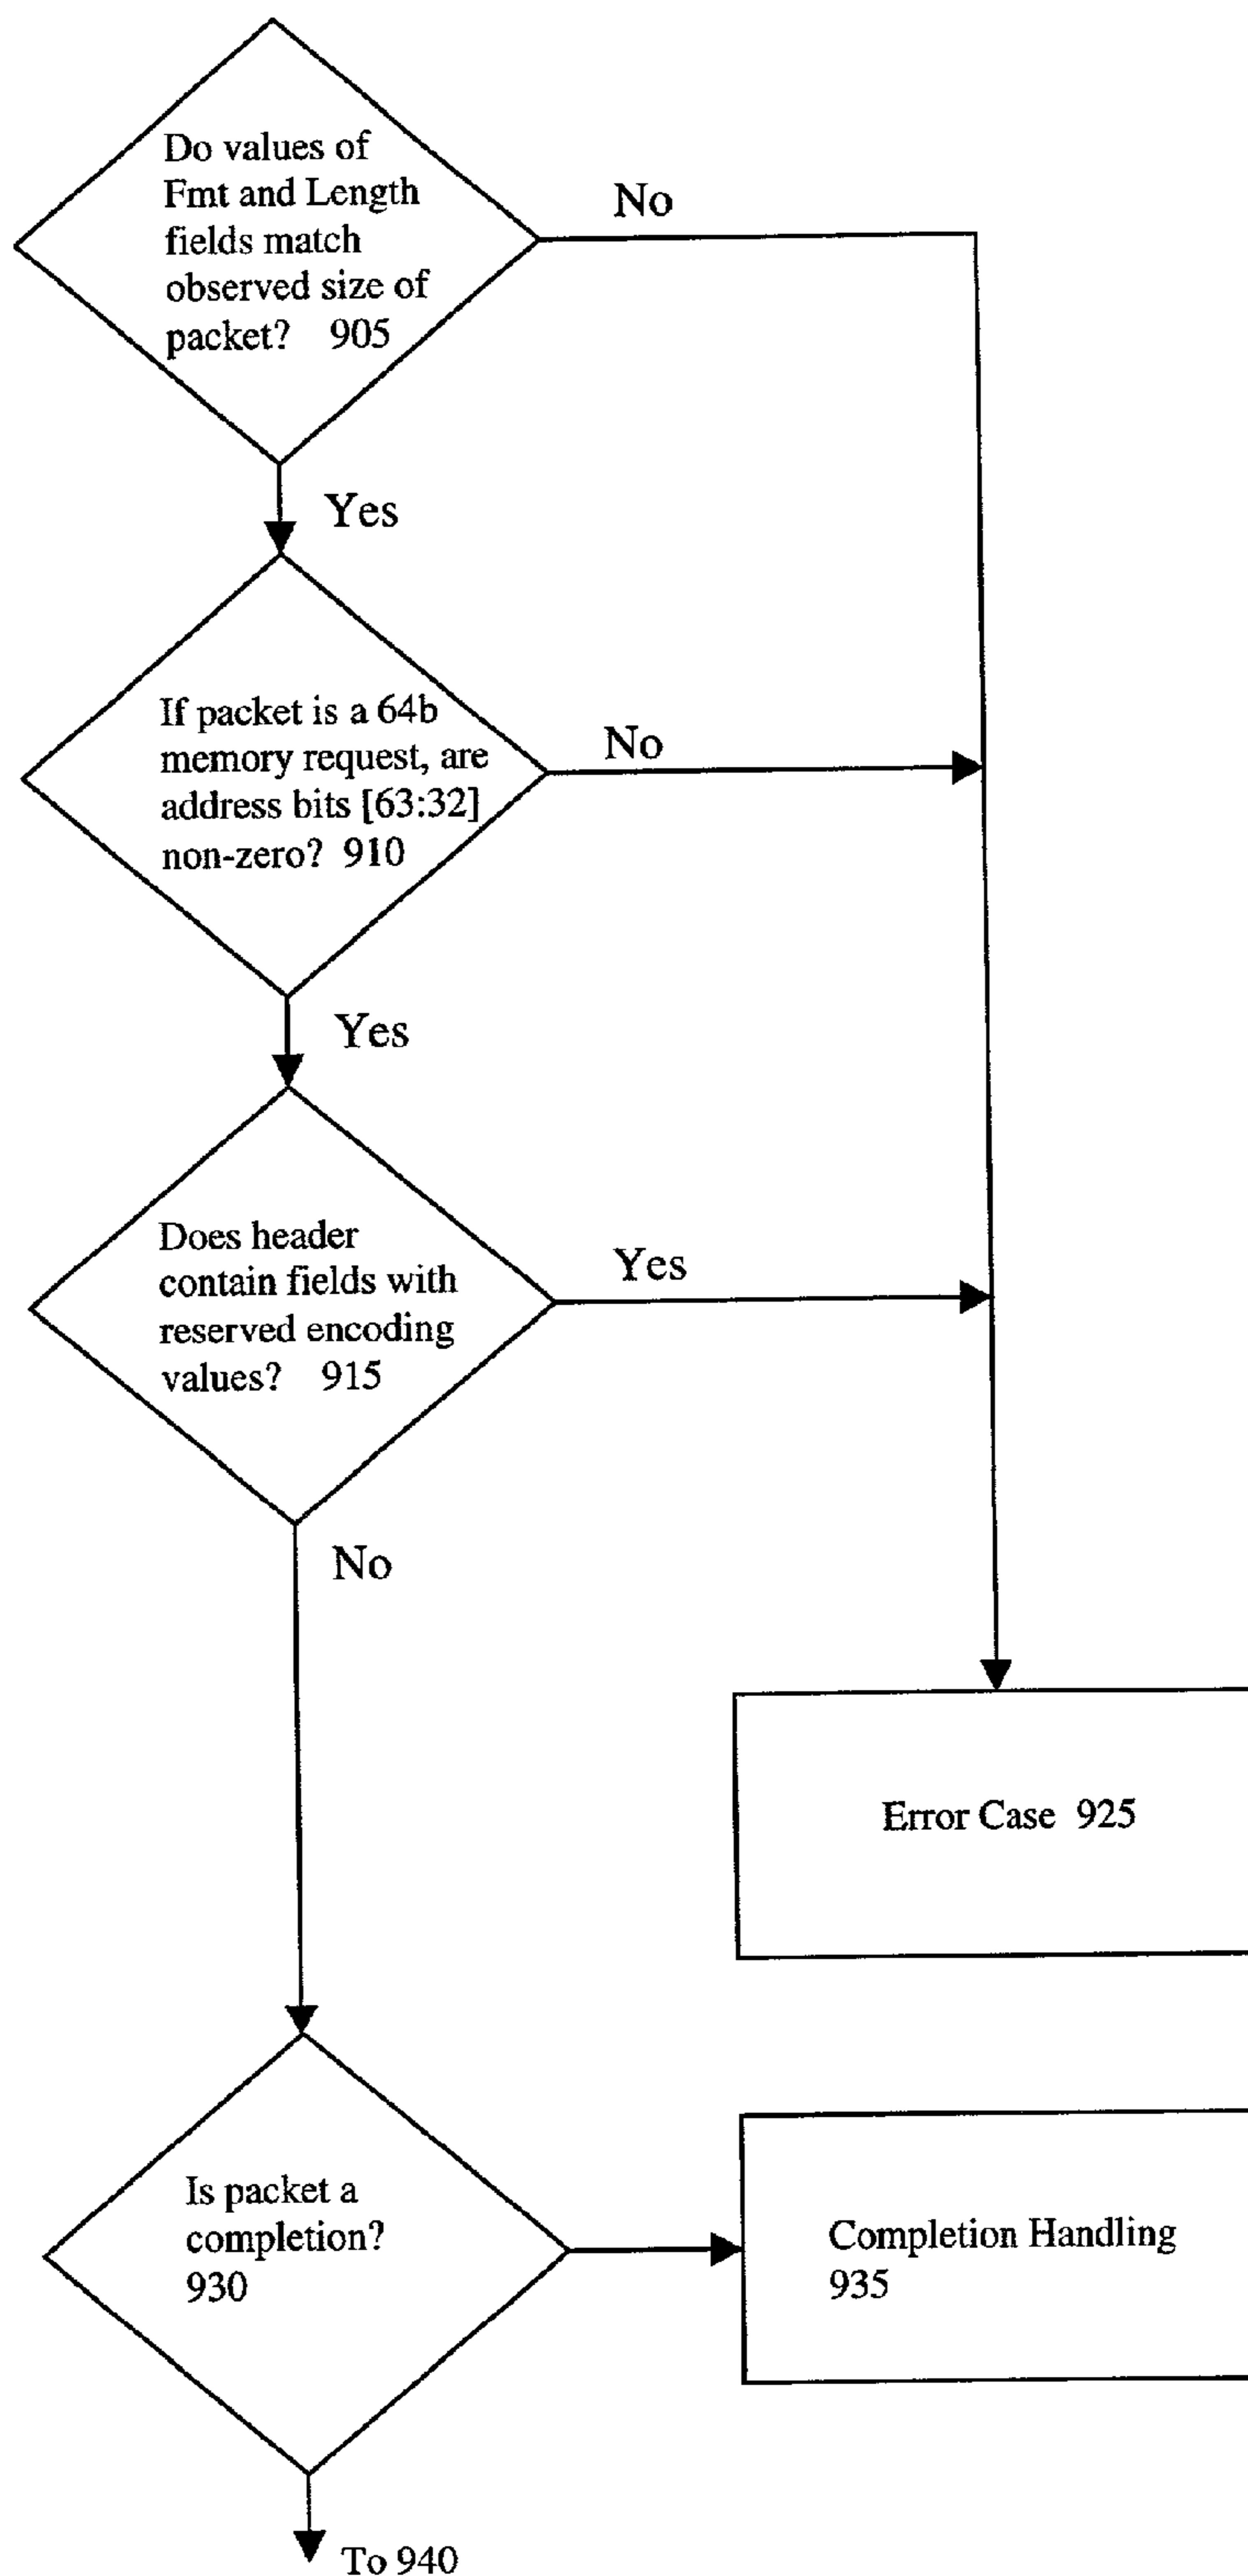 Do values of
Fmt and Length
fields match
observed size of
packet? 905
No
Yes
If packet is a 64b
memory request, are
address bits [63:32]
non-zero? 910
No
Yes
Does header
contain fields with
reserved encoding
values? 915
Yes
No
Error Case 925
Is packet a
completion?
930
Completion Handling
935
To 940